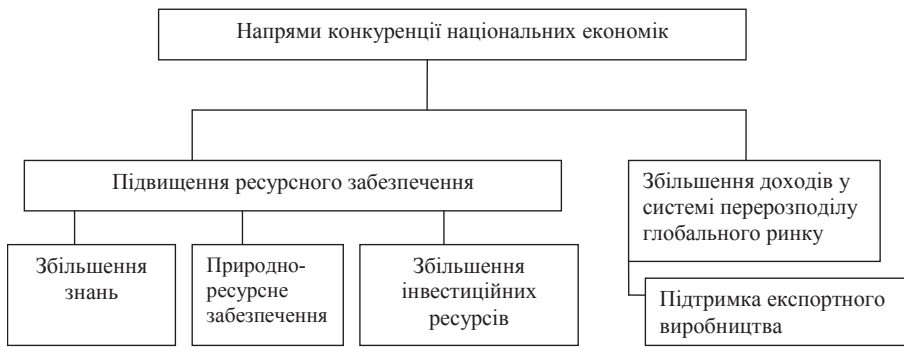 Напрями конкуренції національних економік
Підвищення ресурсного забезпечення
Збільшення доходів у
системі перерозподілу
глобального ринку
Збільшення
знань
Природно-
ресурсне
забезпечення
Збільшення
інвестиційних
ресурсів
Підтримка експортного
виробництва